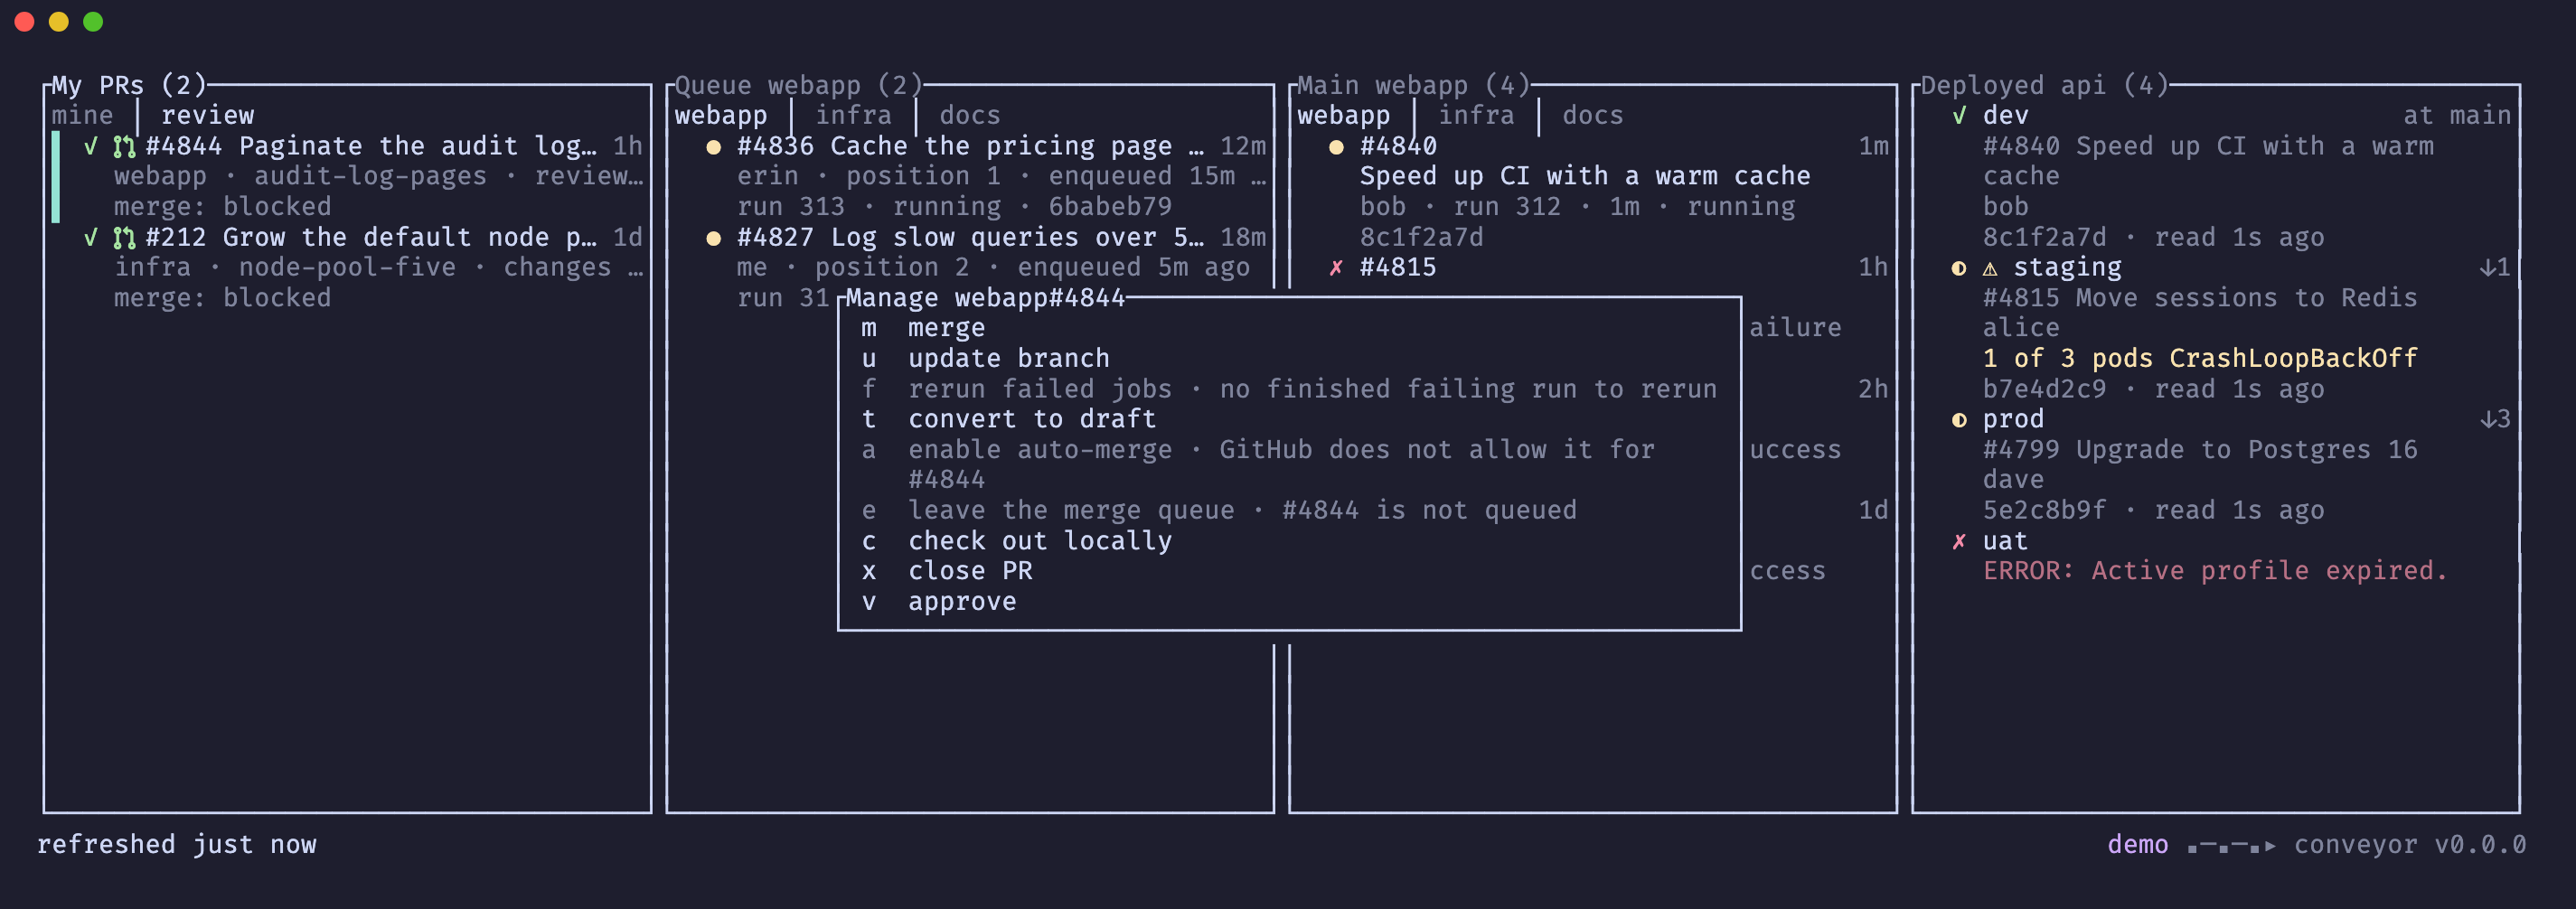 My PRs (2)
mine │ review
✓ #4844 Paginate the audit log… 1h
webapp · audit-log-pages · review…
merge: blocked
✓ #212 Grow the default node p… 1d
infra · node-pool-five · changes …
merge: blocked
Queue webapp (2)
webapp │ infra │ docs
● #4836 Cache the pricing page … 12m
erin · position 1 · enqueued 15m …
run 313 · running · 6babeb79
● #4827 Log slow queries over 5… 18m
me · position 2 · enqueued 5m ago
run 31
Main webapp (4)
webapp │ infra │ docs
● #4840 1m
Speed up CI with a warm cache
bob · run 312 · 1m · running
8c1f2a7d
✗ #4815 1h
ailure
2h
uccess
1d
ccess
Manage webapp#4844
m merge
u update branch
f rerun failed jobs · no finished failing run to rerun
t convert to draft
a enable auto-merge · GitHub does not allow it for
#4844
e leave the merge queue · #4844 is not queued
c check out locally
x close PR
v approve
Deployed api (4)
✓ dev at main
#4840 Speed up CI with a warm
cache
bob
8c1f2a7d · read 1s ago
◐ ⚠ staging ↓1
#4815 Move sessions to Redis
alice
1 of 3 pods CrashLoopBackOff
b7e4d2c9 · read 1s ago
◐ prod ↓3
#4799 Upgrade to Postgres 16
dave
5e2c8b9f · read 1s ago
✗ uat
ERROR: Active profile expired.
refreshed just now
demo ▪─▪─▪▸ conveyor v0.0.0